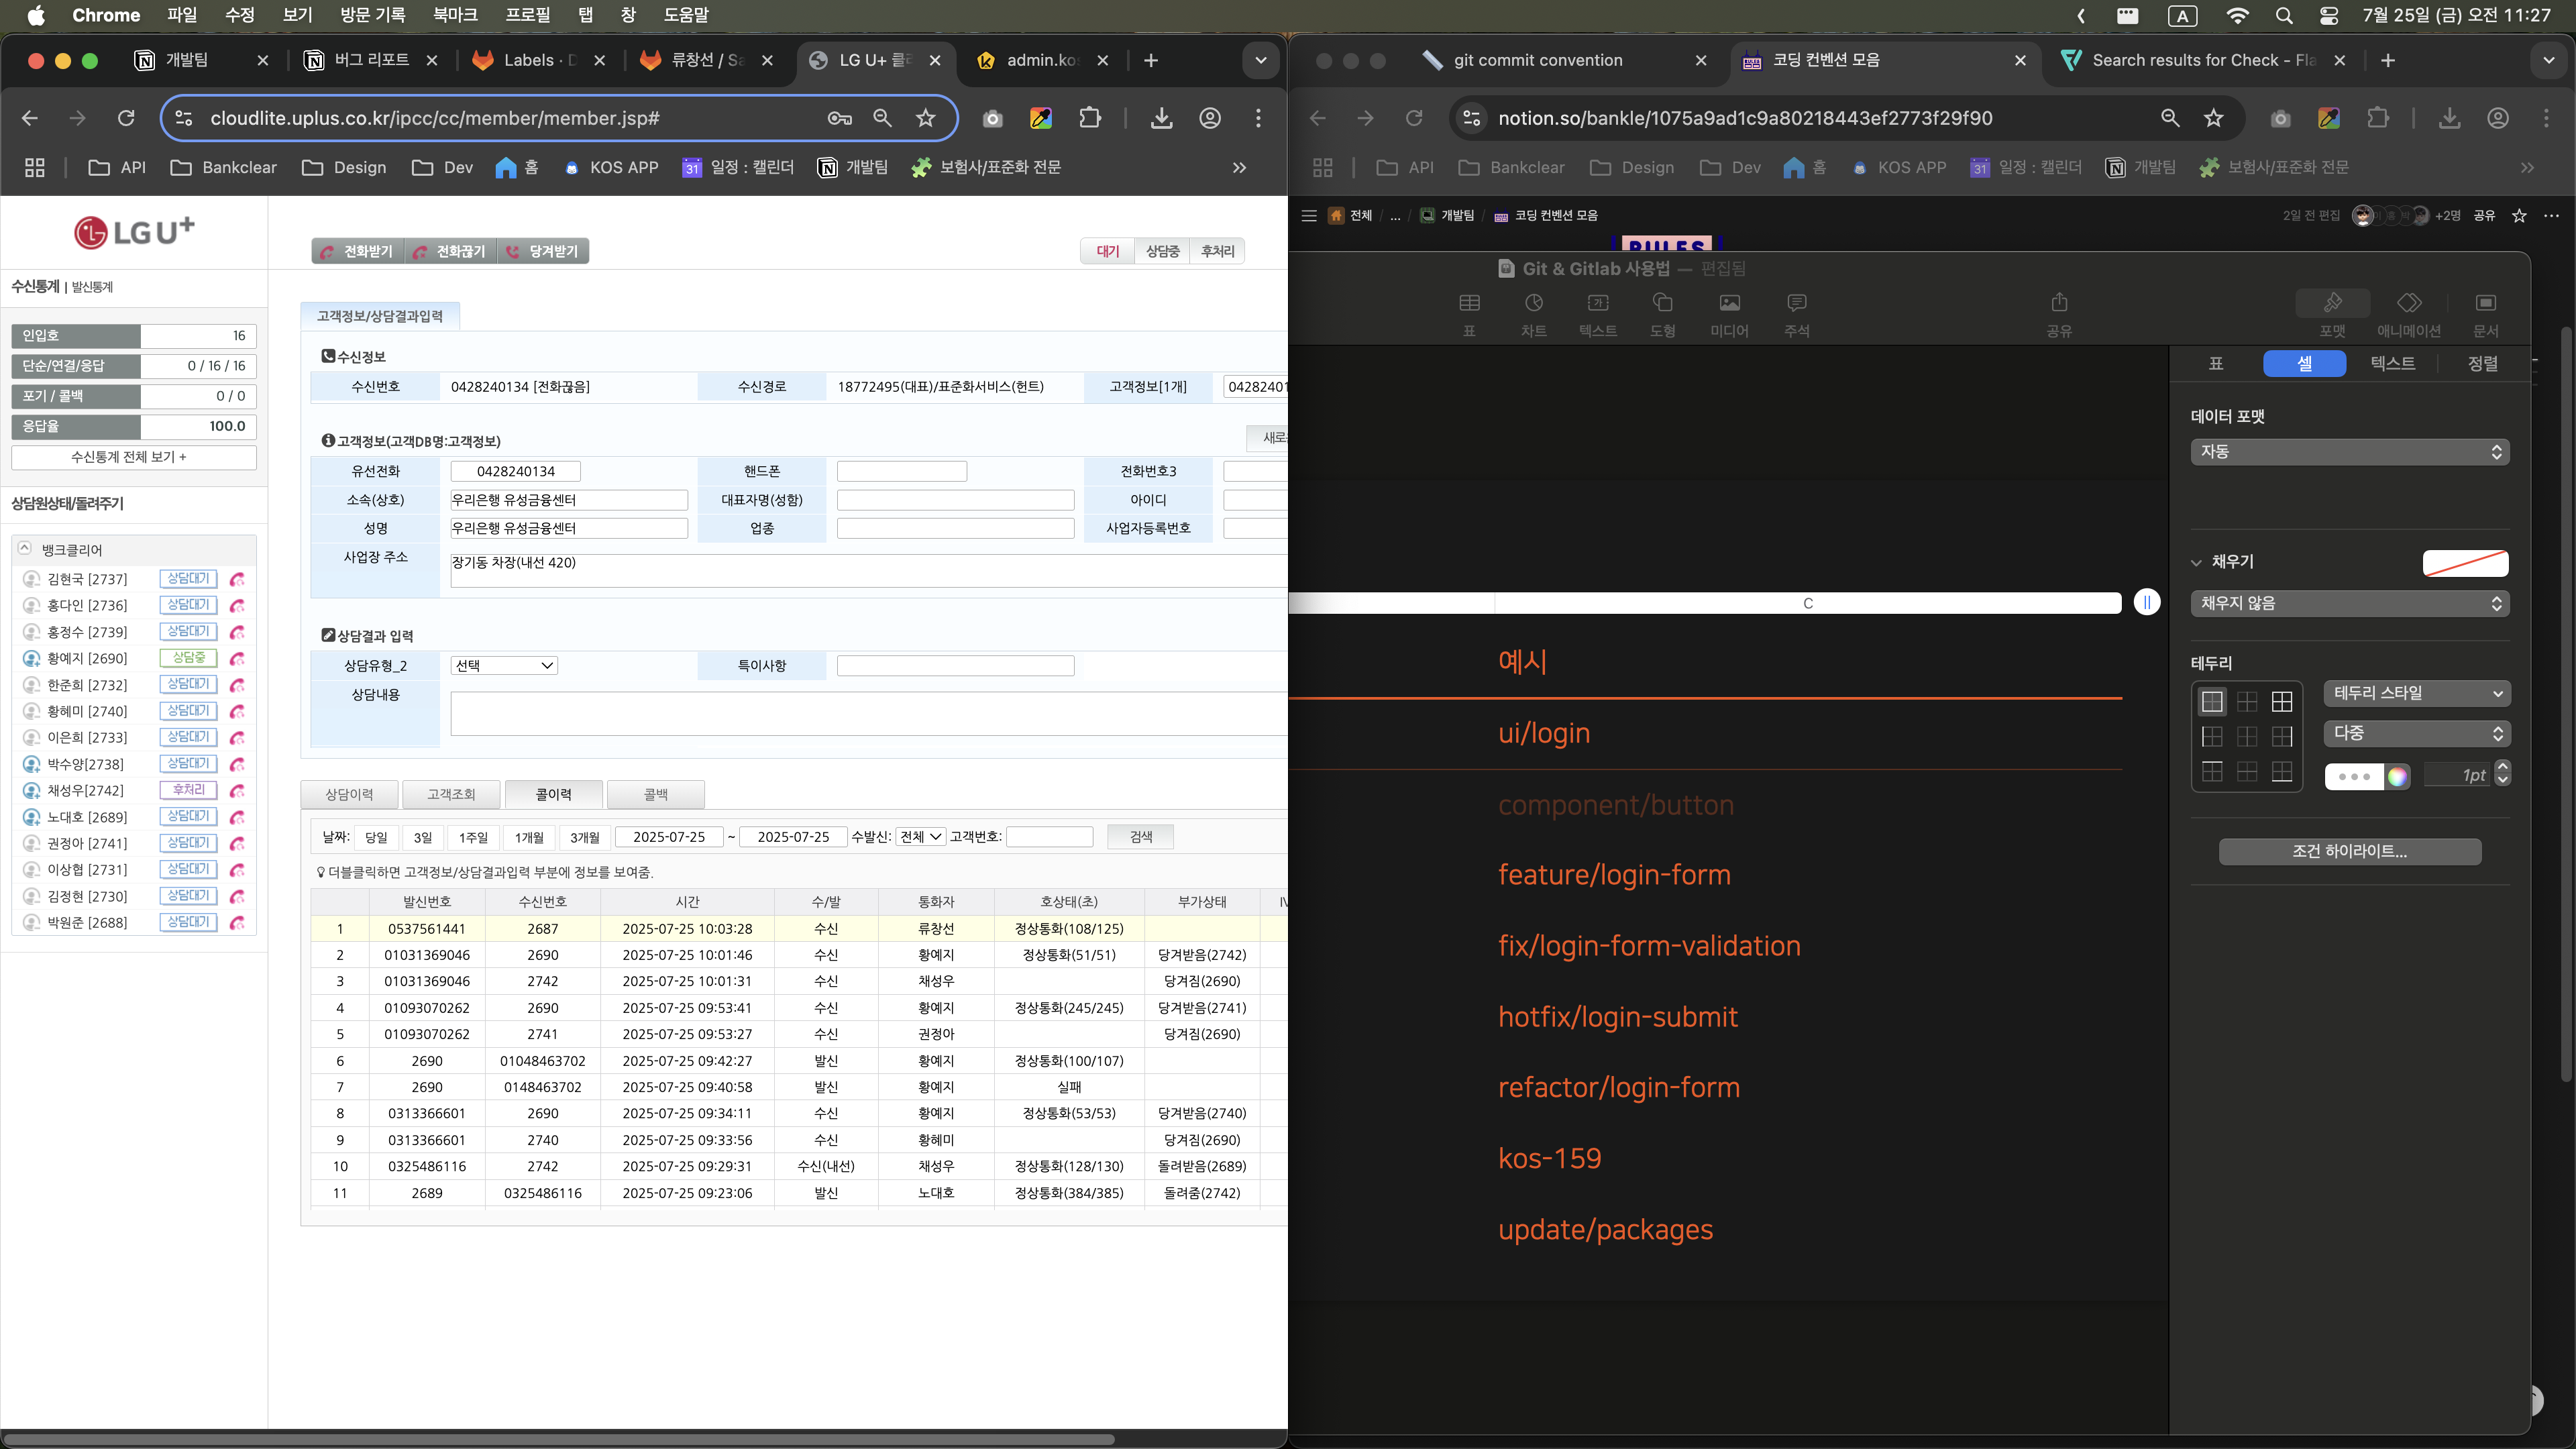 Chrome 파일 수정 보기 방문 기록 북마크 프로필 탭 창 도움말
A 7월 25일 (금) 오전 11:27
개발팀 버그 리포트 Labels · D 류창선 / Sa LG U+ 클 admin.ko
cloudlite.uplus.co.kr/ipcc/cc/member/member.jsp#
API Bankclear Design Dev 홈 KOS APP 31 일정 : 캘린더 개발팀 보험사/표준화 전문
LG U+
전화받기 전화끊기 당겨받기
대기 상담중 후처리
수신통계 | 발신통계
인입호 16
단순/연결/응답 0 / 16 / 16
포기 / 콜백 0 / 0
응답율 100.0
수신통계 전체 보기 +
상담원상태/돌려주기
뱅크클리어
김현국 [2737] 상담대기
홍다인 [2736] 상담대기
홍정수 [2739] 상담대기
황예지 [2690] 상담중
한준희 [2732] 상담대기
황혜미 [2740] 상담대기
이은희 [2733] 상담대기
박수양[2738] 상담대기
채성우[2742] 후처리
노대호 [2689] 상담대기
권정아 [2741] 상담대기
이상협 [2731] 상담대기
김정현 [2730] 상담대기
박원준 [2688] 상담대기
고객정보/상담결과입력
수신정보
수신번호 0428240134 [전화끊음] 수신경로 18772495(대표)/표준화서비스(헌트) 고객정보[1개] 04282401
고객정보(고객DB명:고객정보) 새로
유선전화 0428240134 핸드폰 전화번호3
소속(상호) 우리은행 유성금융센터 대표자명(성함) 아이디
성명 우리은행 유성금융센터 업종 사업자등록번호
사업장 주소 장기동 차장(내선 420)
상담결과 입력
상담유형_2 선택 특이사항
상담내용
상담이력 고객조회 콜이력 콜백
날짜: 당일 3일 1주일 1개월 3개월 2025-07-25 ~ 2025-07-25 수발신: 전체 고객번호: 검색
더블클릭하면 고객정보/상담결과입력 부분에 정보를 보여줌.
발신번호 수신번호 시간 수/발 통화자 호상태(초) 부가상태 IV
1 0537561441 2687 2025-07-25 10:03:28 수신 류창선 정상통화(108/125)
2 01031369046 2690 2025-07-25 10:01:46 수신 황예지 정상통화(51/51) 당겨받음(2742)
3 01031369046 2742 2025-07-25 10:01:31 수신 채성우 당겨짐(2690)
4 01093070262 2690 2025-07-25 09:53:41 수신 황예지 정상통화(245/245) 당겨받음(2741)
5 01093070262 2741 2025-07-25 09:53:27 수신 권정아 당겨짐(2690)
6 2690 01048463702 2025-07-25 09:42:27 발신 황예지 정상통화(100/107)
7 2690 0148463702 2025-07-25 09:40:58 발신 황예지 실패
8 0313366601 2690 2025-07-25 09:34:11 수신 황예지 정상통화(53/53) 당겨받음(2740)
9 0313366601 2740 2025-07-25 09:33:56 수신 황혜미 당겨짐(2690)
10 0325486116 2742 2025-07-25 09:29:31 수신(내선) 채성우 정상통화(128/130) 돌려받음(2689)
11 2689 0325486116 2025-07-25 09:23:06 발신 노대호 정상통화(384/385) 돌려줌(2742)
git commit convention 코딩 컨벤션 모음 Search results for Check - Fla
notion.so/bankle/1075a9ad1c9a80218443ef2773f29f90
API Bankclear Design Dev 홈 KOS APP 31 일정 : 캘린더 개발팀 보험사/표준화 전문
전체 / ... / 개발팀 / 코딩 컨벤션 모음 2일 전 편집 +2명 공유
RULES
Git & Gitlab 사용법 — 편집됨
표 차트 텍스트 도형 미디어 주석 공유 포맷 애니메이션 문서
표 셀 텍스트 정렬
데이터 포맷
자동
채우기
채우지 않음
테두리
테두리 스타일
다중
1pt
조건 하이라이트...
C
예시
ui/login
component/button
feature/login-form
fix/login-form-validation
hotfix/login-submit
refactor/login-form
kos-159
update/packages